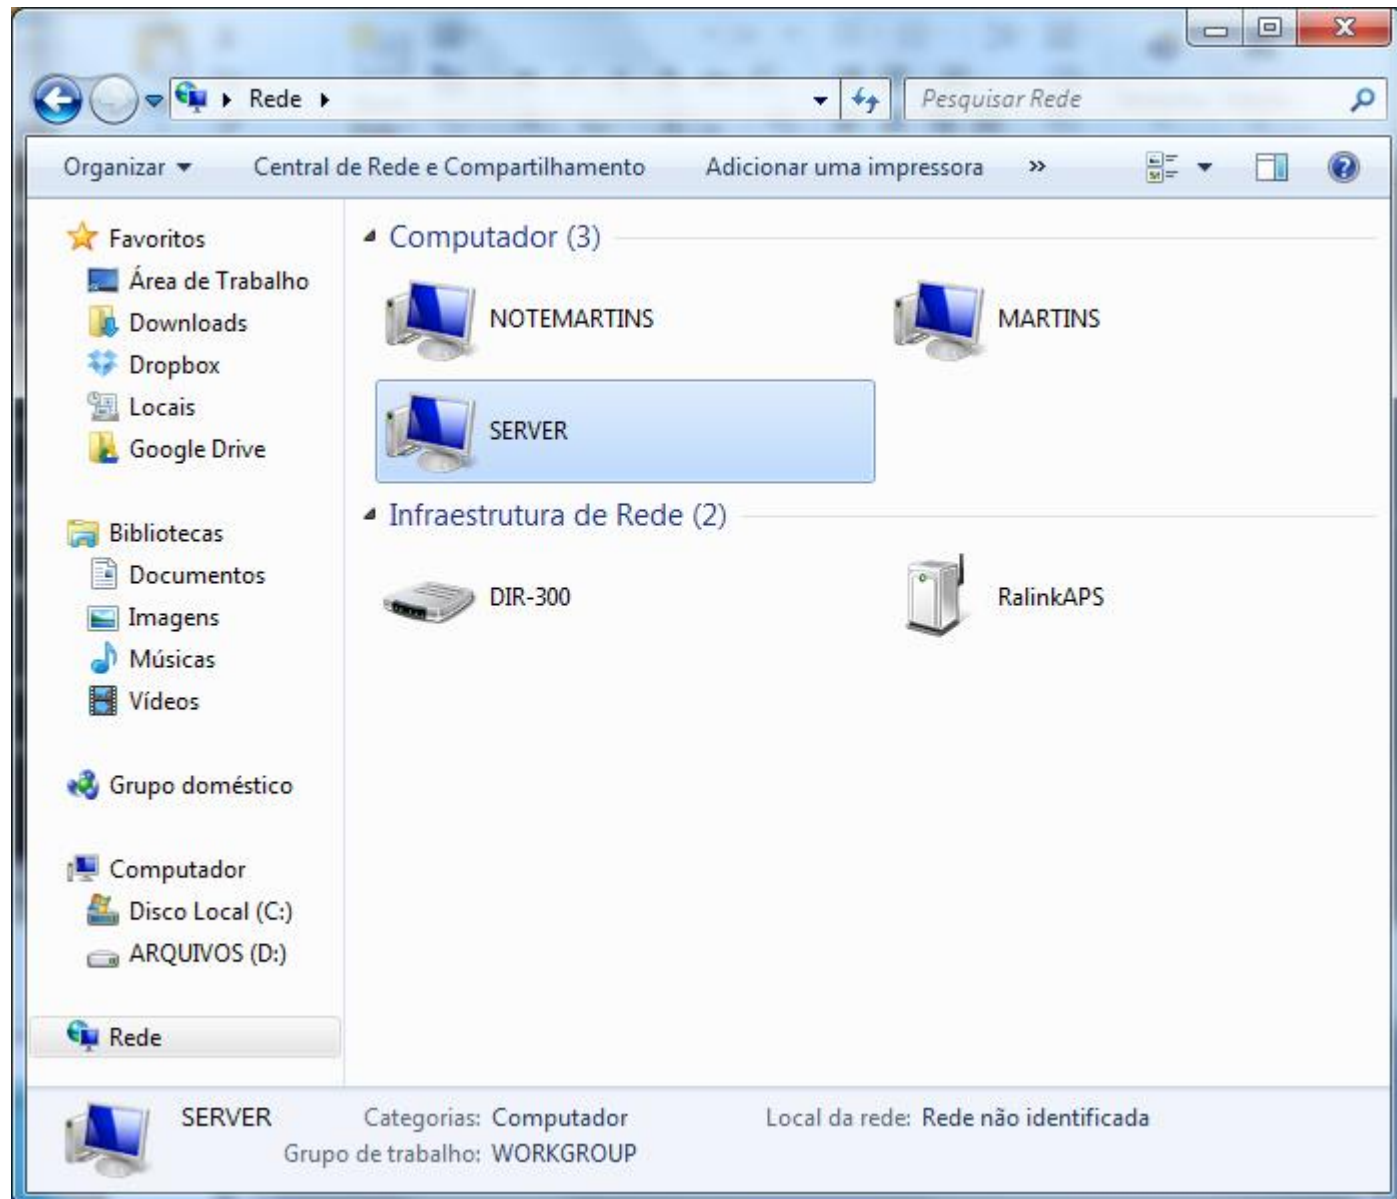 Rede
Pesquisar Rede
Organizar Central de Rede e Compartilhamento Adicionar uma impressora »
Favoritos
Área de Trabalho
Downloads
Dropbox
Locais
Google Drive
Bibliotecas
Documentos
Imagens
Músicas
Vídeos
Grupo doméstico
Computador
Disco Local (C:)
ARQUIVOS (D:)
Rede
Computador (3)
NOTEMARTINS MARTINS
SERVER
Infraestrutura de Rede (2)
DIR-300 RalinkAPS
SERVER Categorias: Computador Local da rede: Rede não identificada
Grupo de trabalho: WORKGROUP